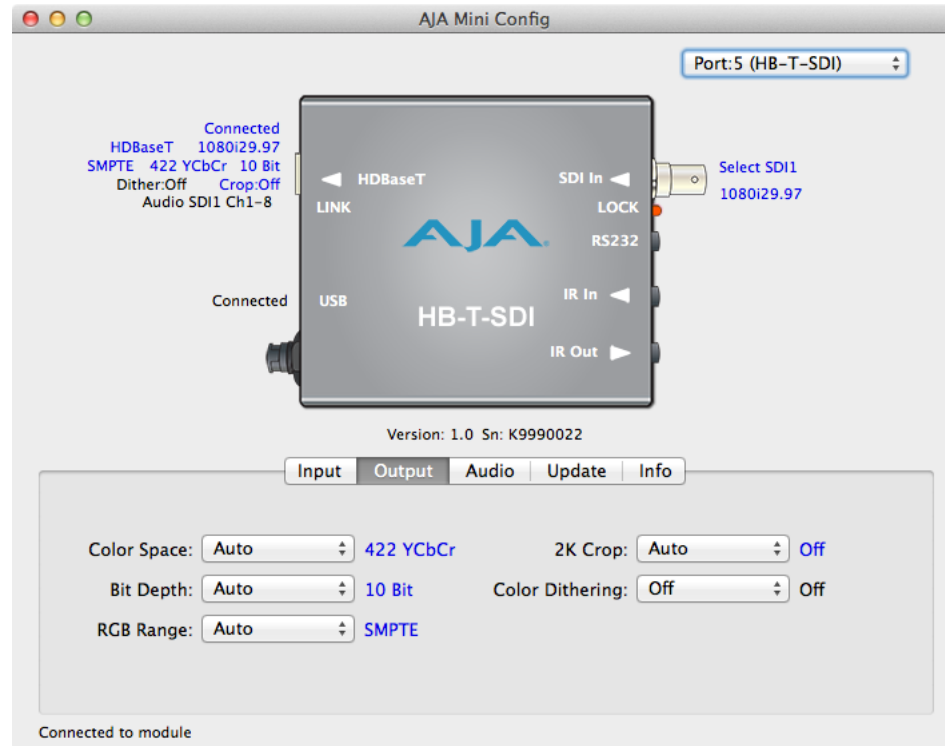 AJA Mini Config
Port:5 (HB-T-SDI)
Connected
HDBaseT 1080i29.97
SMPTE 422 YCbCr 10 Bit
Dither:Off Crop:Off
Audio SDI1 Ch1-8
HDBaseT
SDI In
Select SDI1
1080i29.97
LINK
LOCK
AJA
RS232
Connected
USB
IR In
HB-T-SDI
IR Out
Version: 1.0 Sn: K9990022
Input Output Audio Update Info
Color Space: Auto 422 YCbCr 2K Crop: Auto Off
Bit Depth: Auto 10 Bit Color Dithering: Off Off
RGB Range: Auto SMPTE
Connected to module